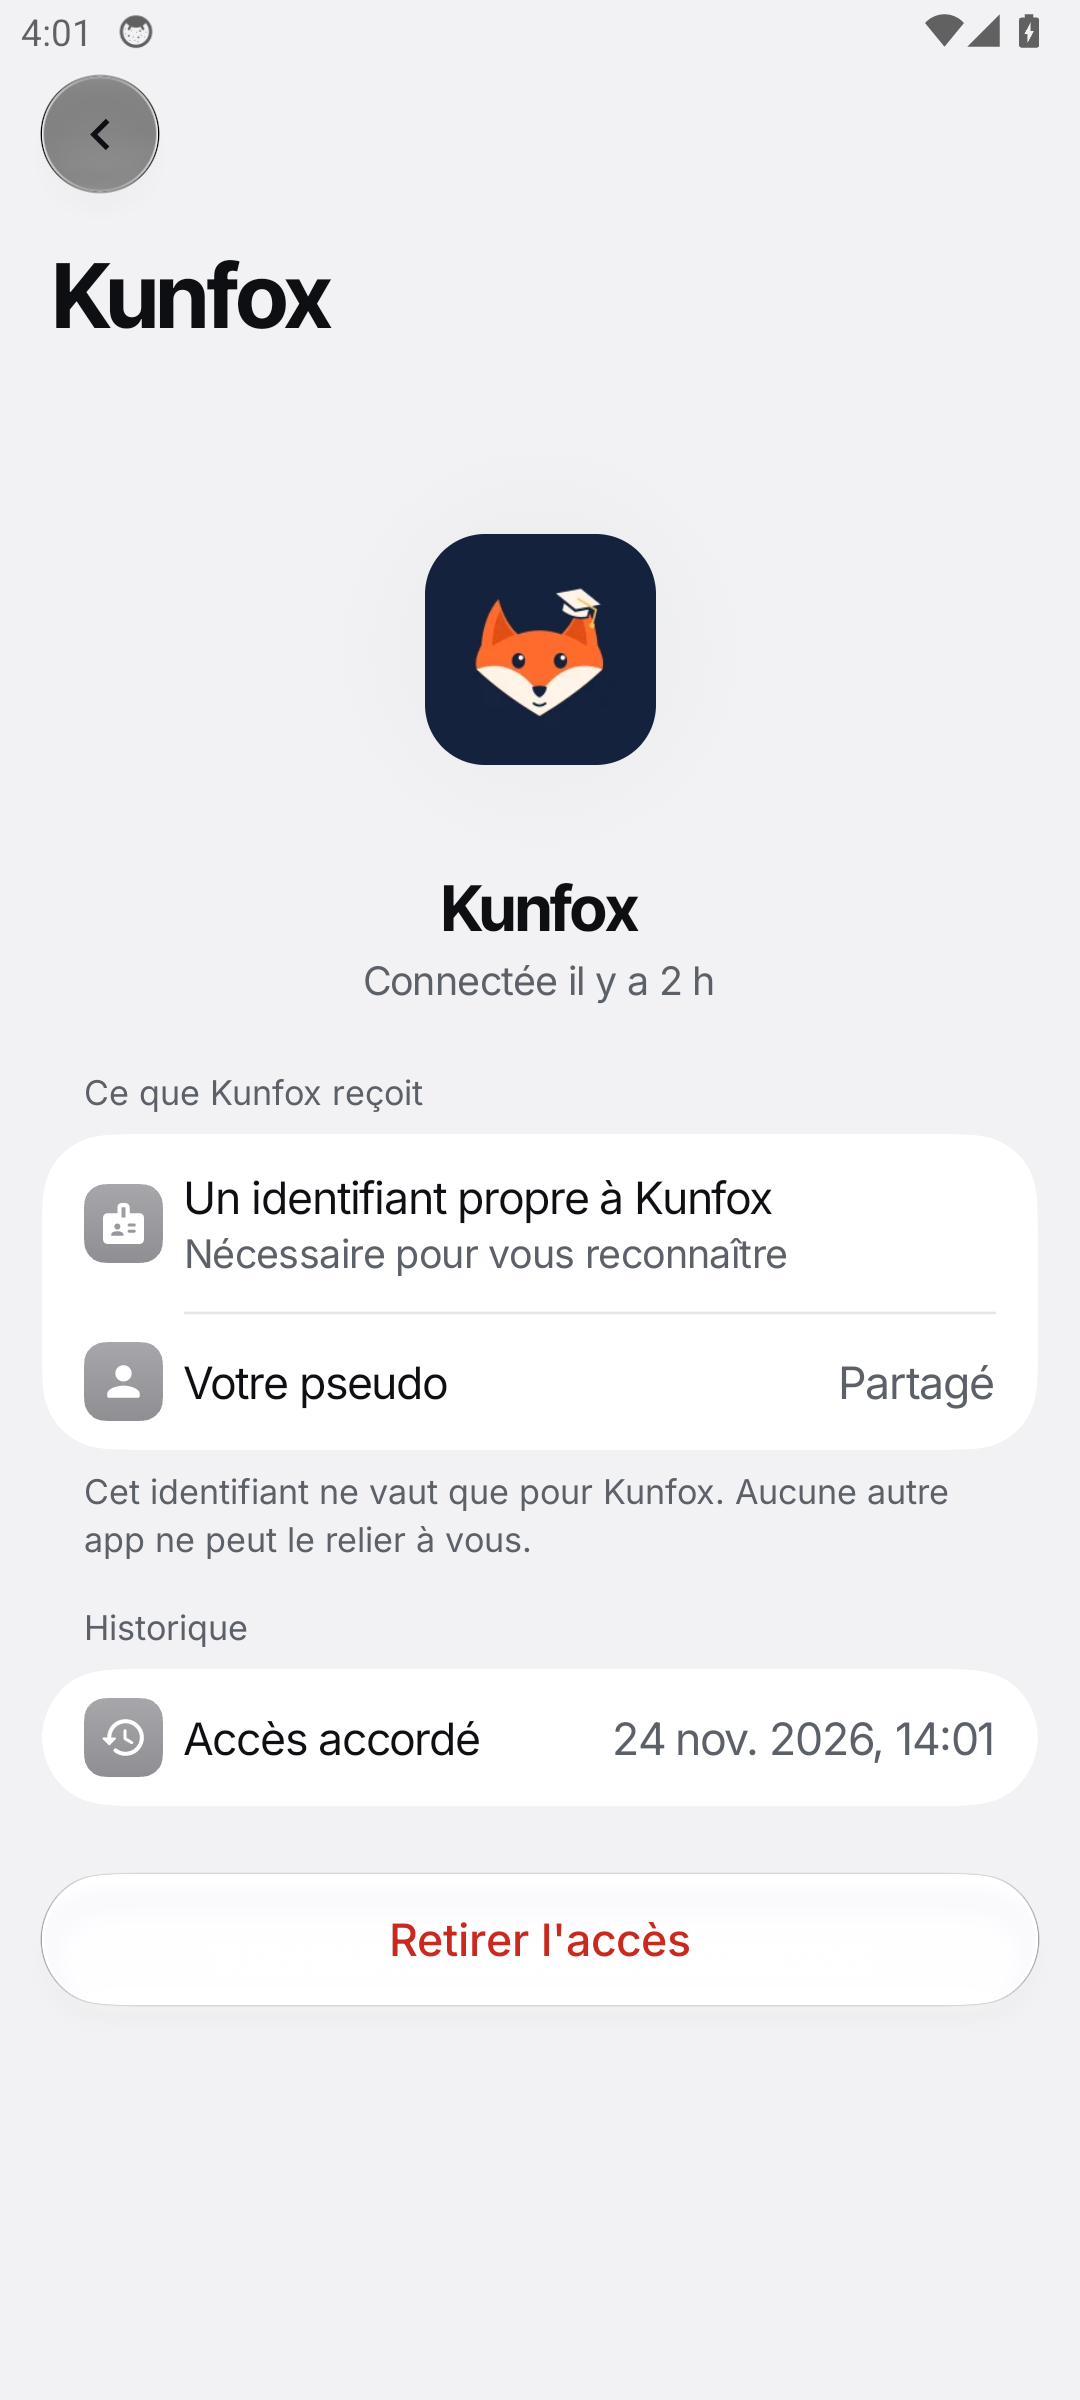 4:01
Kunfox
Kunfox
Connectée il y a 2 h
Ce que Kunfox reçoit
Un identifiant propre à Kunfox
Nécessaire pour vous reconnaître
Votre pseudo Partagé
Cet identifiant ne vaut que pour Kunfox. Aucune autre
app ne peut le relier à vous.
Historique
Accès accordé 24 nov. 2026, 14:01
Retirer l'accès